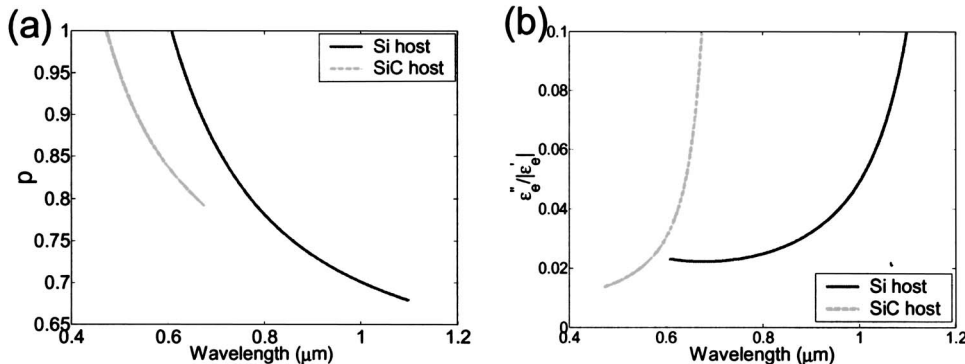 (a)
1
0.95
0.9
0.85
0.8
0.75
0.7
0.65
p
0.4 0.6 0.8 1 1.2
Wavelength (μm)
Si host
SiC host
(b)
0.1
0.08
0.06
0.04
0.02
0
ε''e/|ε'e|
0.4 0.6 0.8 1 1.2
Wavelength (μm)
Si host
SiC host